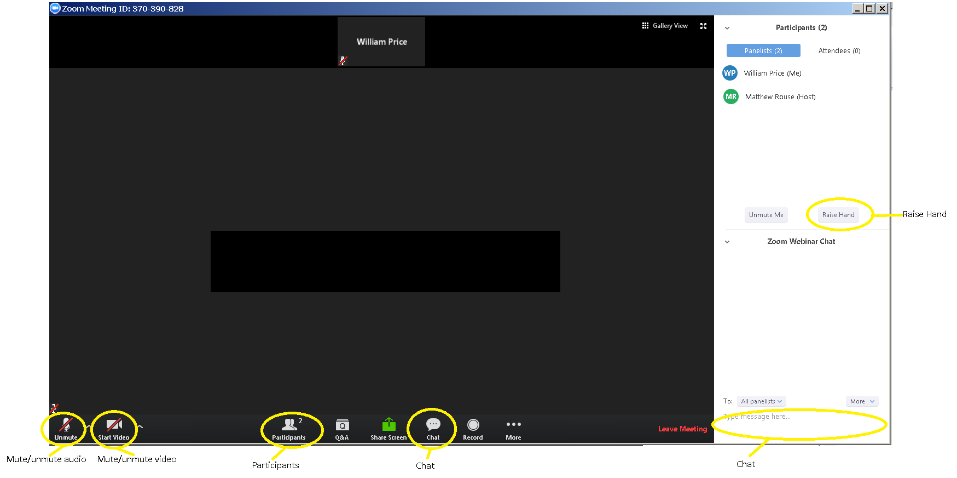 Zoom Meeting ID: 370-390-828
Gallery View
William Price
Participants (2)
Panelists (2) Attendees (0)
WP William Price (Me)
MR Matthew Rouse (Host)
Unmute Me Raise Hand
Raise Hand
Zoom Webinar Chat
To: All panelists More
Type message here...
2
Unmute Start Video Participants Q&A Share Screen Chat Record More Leave Meeting
Mute/unmute audio Mute/unmute video Participants Chat Chat